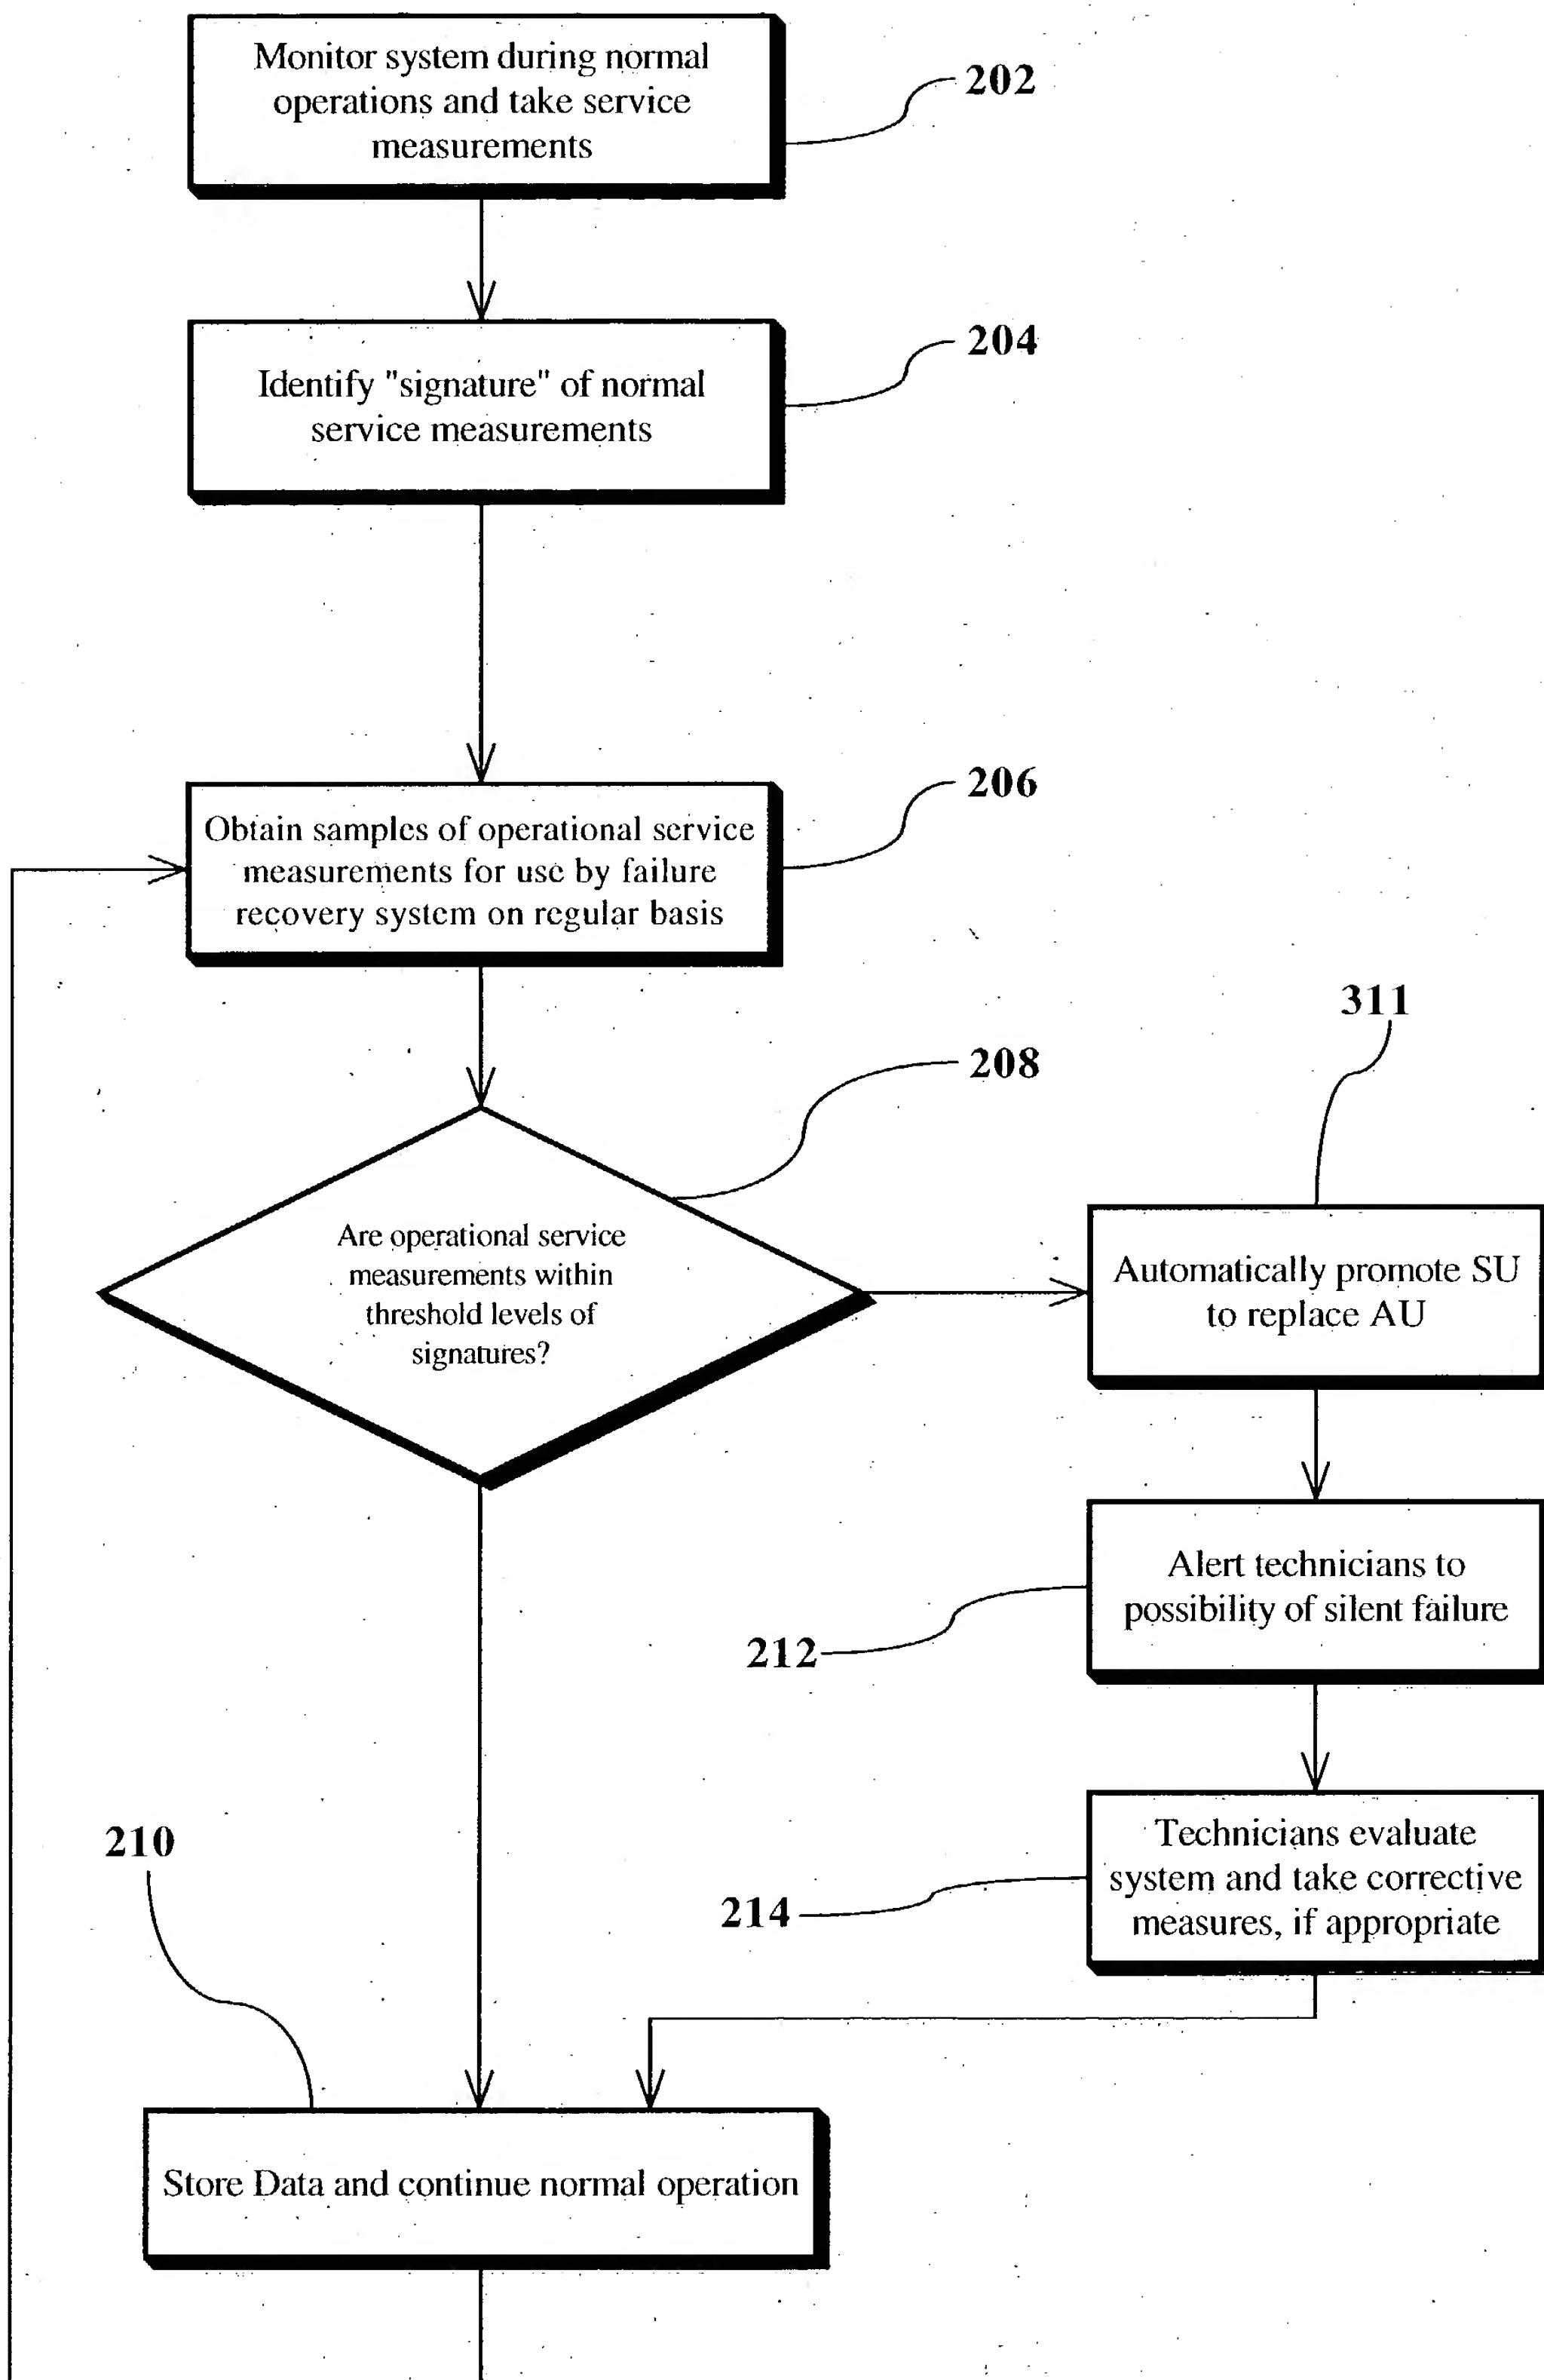 Monitor system during normal
operations and take service
measurements
202
Identify "signature" of normal
service measurements
204
Obtain samples of operational service
measurements for use by failure
recovery system on regular basis
206
Are operational service
measurements within
threshold levels of
signatures?
208
311
Automatically promote SU
to replace AU
Alert technicians to
possibility of silent failure
212
Technicians evaluate
system and take corrective
measures, if appropriate
214
210
Store Data and continue normal operation